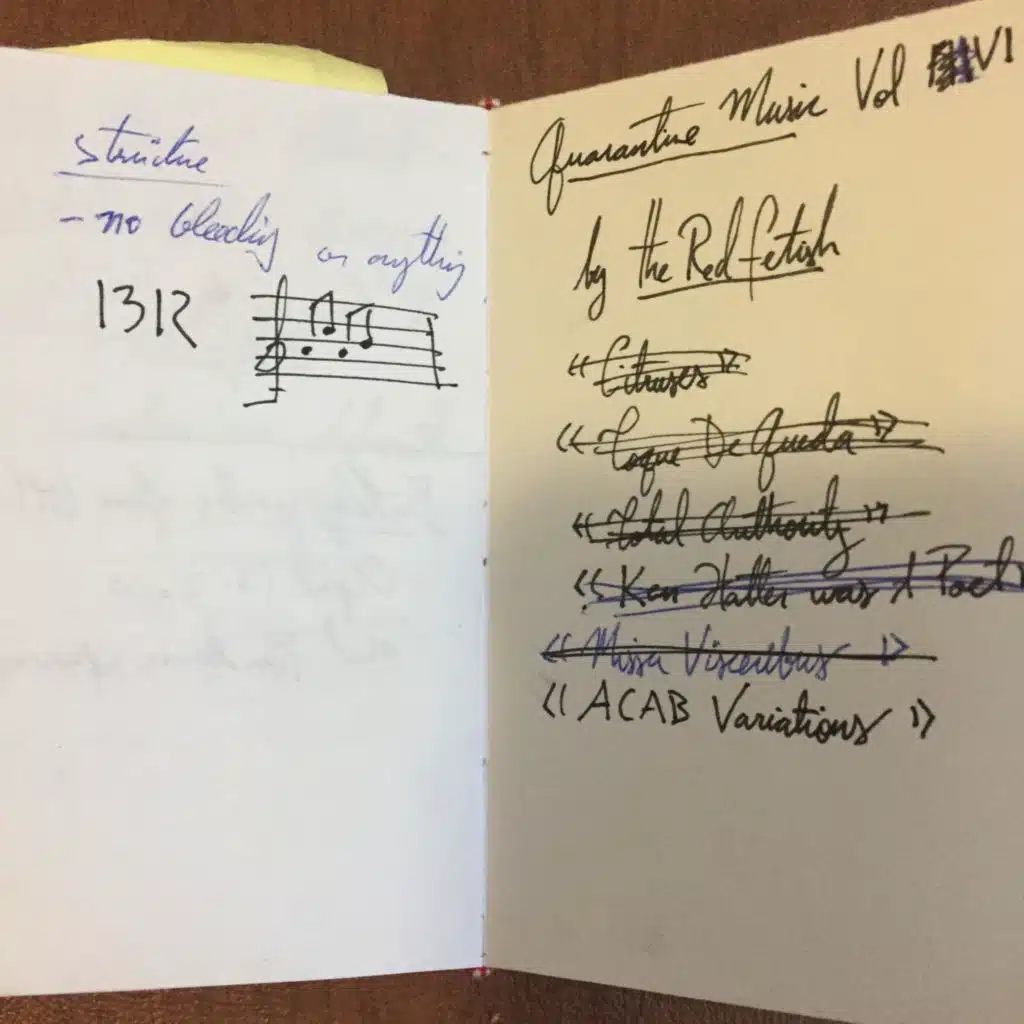 structure
- no bleeding or anything
1312
Quarantine Music Vol VI
by the Red Fetish
"Citruses"
"Toque De Queda"
"Total Authority"
"Ken Hatter was A Poet
"Missa Viscenbus"
"ACAB Variations"